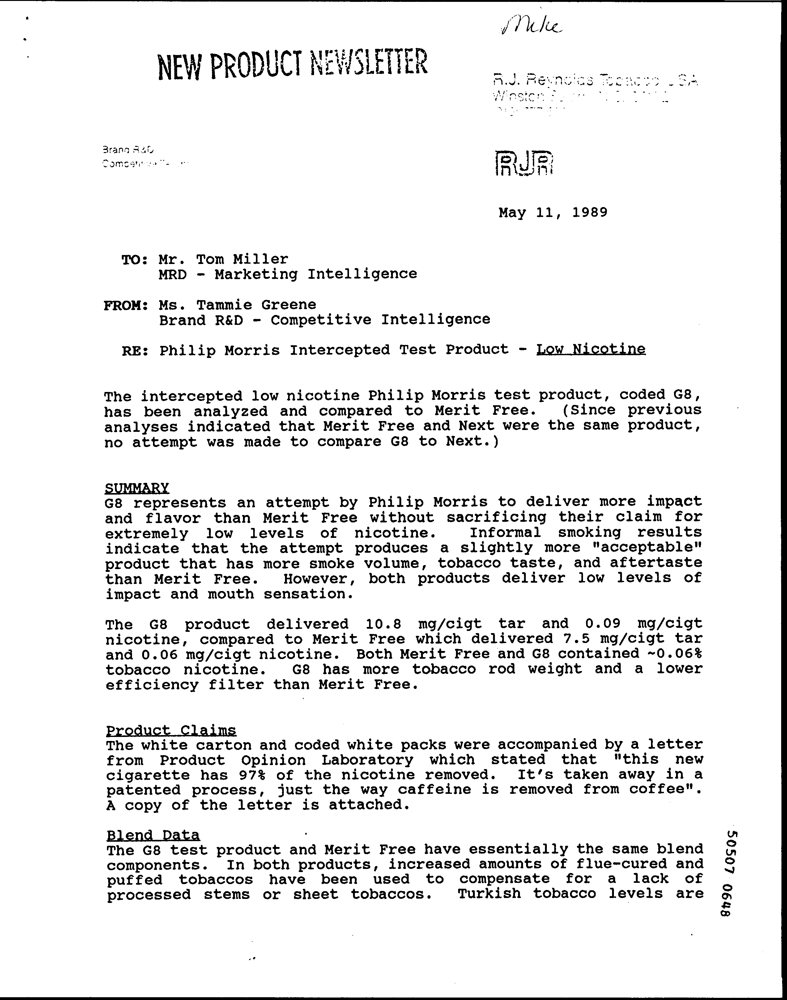 Mike
NEW PRODUCT NEWSLETTER
R.J. Reynolds Tobacco
Winston
Brand R&D
RJR
May 11, 1989
TO: Mr. Tom Miller
MRD - Marketing Intelligence
FROM: Ms. Tammie Greene
Brand R&D - Competitive Intelligence
RE: Philip Morris Intercepted Test Product - Low Nicotine
The intercepted low nicotine Philip Morris test product, coded G8,
has been analyzed and compared to Merit Free. (Since previous
analyses indicated that Merit Free and Next were the same product,
no attempt was made to compare G8 to Next.)
SUMMARY
G8 represents an attempt by Philip Morris to deliver more impact
and flavor than Merit Free without sacrificing their claim for
extremely low levels of nicotine. Informal smoking results
indicate that the attempt produces a slightly more "acceptable"
product that has more smoke volume, tobacco taste, and aftertaste
than Merit Free. However, both products deliver low levels of
impact and mouth sensation.
The G8 product delivered 10.8 mg/cigt tar and 0.09 mg/cigt
nicotine, compared to Merit Free which delivered 7.5 mg/cigt tar
and 0.06 mg/cigt nicotine. Both Merit Free and G8 contained ~0.06%
tobacco nicotine. G8 has more tobacco rod weight and a lower
efficiency filter than Merit Free.
Product Claims
The white carton and coded white packs were accompanied by a letter
from Product Opinion Laboratory which stated that "this new
cigarette has 97% of the nicotine removed. It's taken away in a
patented process, just the way caffeine is removed from coffee".
A copy of the letter is attached.
Blend Data
The G8 test product and Merit Free have essentially the same blend
components. In both products, increased amounts of flue-cured and
puffed tobaccos have been used to compensate for a lack of
processed stems or sheet tobaccos. Turkish tobacco levels are
50507 0648